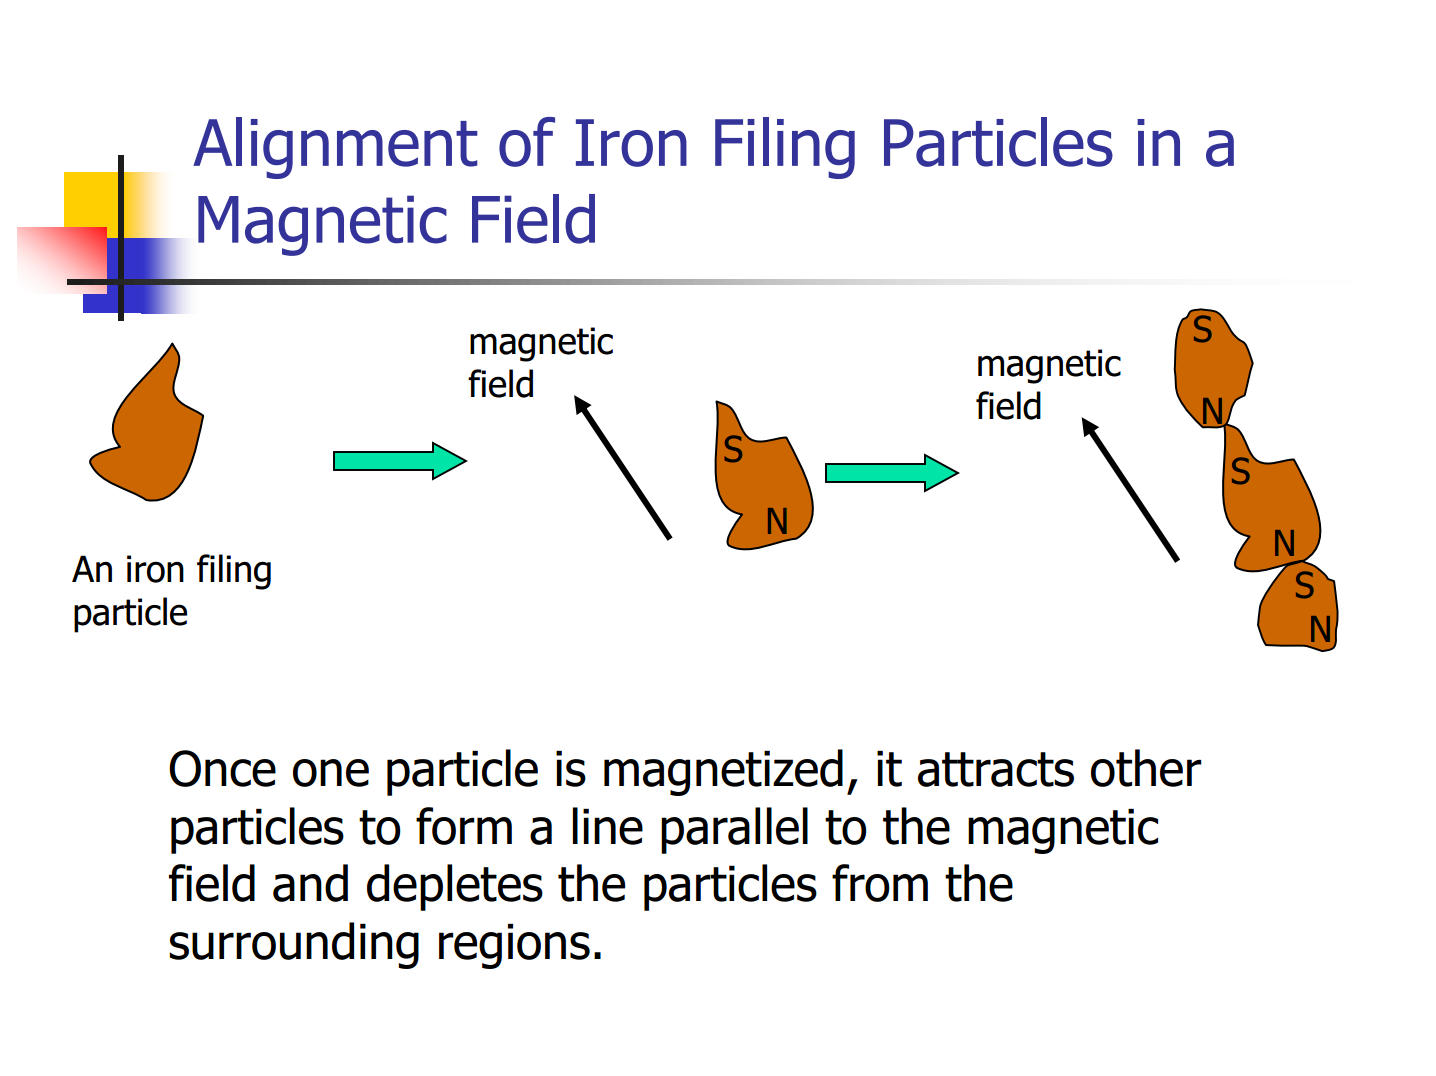 Alignment of Iron Filing Particles in a
Magnetic Field
magnetic
field
magnetic
field
S
N
S
N
S
N
S
N
An iron filing
particle
Once one particle is magnetized, it attracts other
particles to form a line parallel to the magnetic
field and depletes the particles from the
surrounding regions.